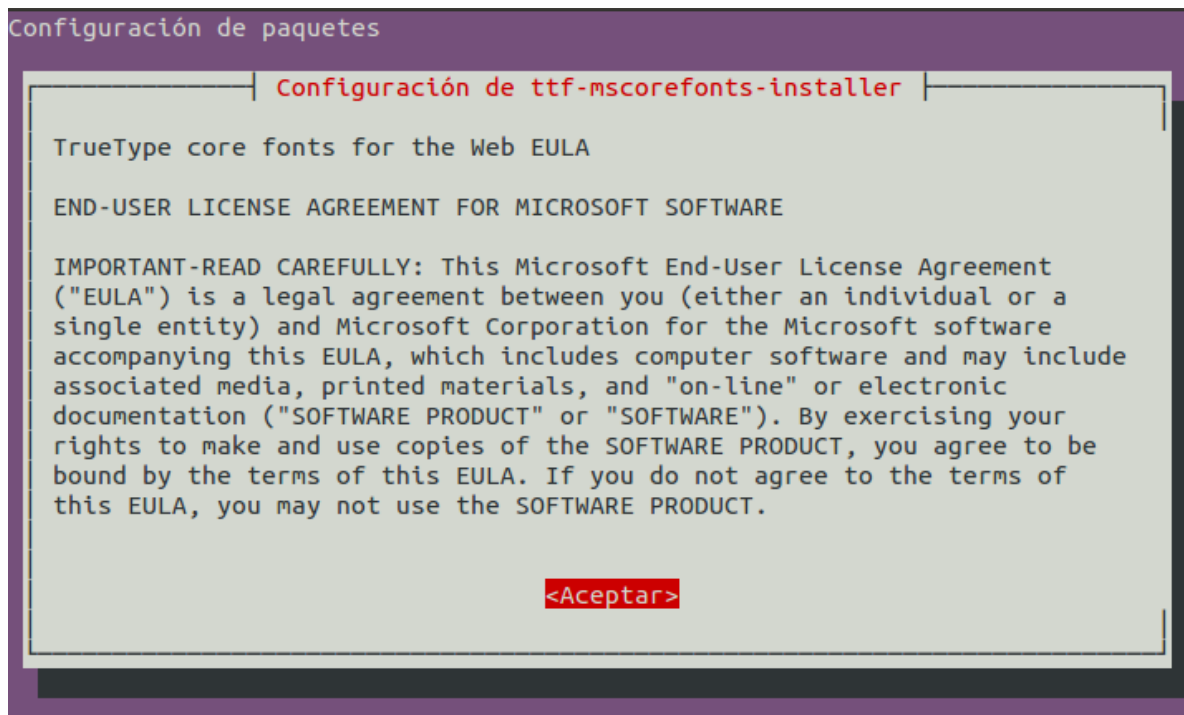 Configuración de paquetes
Configuración de ttf-mscorefonts-installer
TrueType core fonts for the Web EULA
END-USER LICENSE AGREEMENT FOR MICROSOFT SOFTWARE
IMPORTANT-READ CAREFULLY: This Microsoft End-User License Agreement
("EULA") is a legal agreement between you (either an individual or a
single entity) and Microsoft Corporation for the Microsoft software
accompanying this EULA, which includes computer software and may include
associated media, printed materials, and "on-line" or electronic
documentation ("SOFTWARE PRODUCT" or "SOFTWARE"). By exercising your
rights to make and use copies of the SOFTWARE PRODUCT, you agree to be
bound by the terms of this EULA. If you do not agree to the terms of
this EULA, you may not use the SOFTWARE PRODUCT.
<Aceptar>